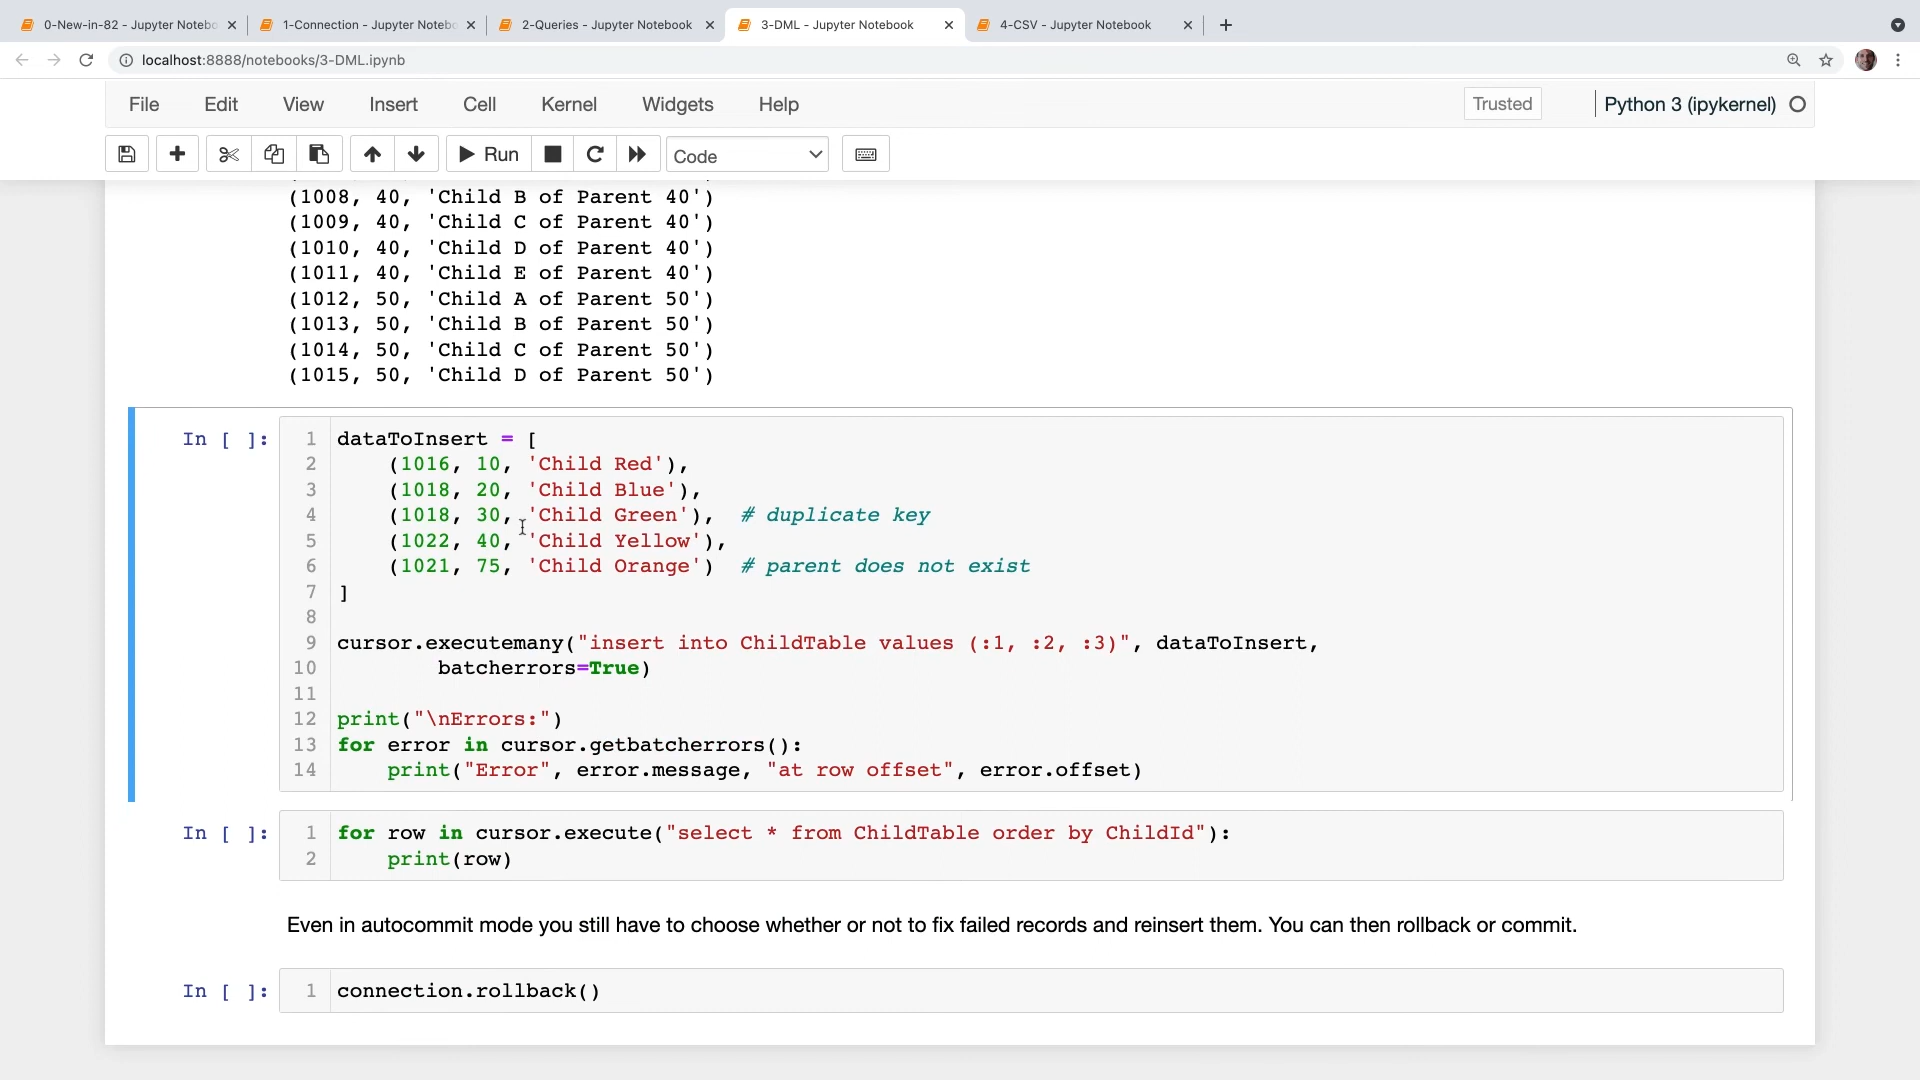 0-New-in-82 - Jupyter Notebo
1-Connection - Jupyter Notebo
2-Queries - Jupyter Notebook
3-DML - Jupyter Notebook
4-CSV - Jupyter Notebook
localhost:8888/notebooks/3-DML.ipynb
File Edit View Insert Cell Kernel Widgets Help
Trusted
Python 3 (ipykernel)
Run
Code
(1008, 40, 'Child B of Parent 40')
(1009, 40, 'Child C of Parent 40')
(1010, 40, 'Child D of Parent 40')
(1011, 40, 'Child E of Parent 40')
(1012, 50, 'Child A of Parent 50')
(1013, 50, 'Child B of Parent 50')
(1014, 50, 'Child C of Parent 50')
(1015, 50, 'Child D of Parent 50')
In [ ]:
1 dataToInsert = [
2 (1016, 10, 'Child Red'),
3 (1018, 20, 'Child Blue'),
4 (1018, 30, 'Child Green'), # duplicate key
5 (1022, 40, 'Child Yellow'),
6 (1021, 75, 'Child Orange') # parent does not exist
7 ]
8
9 cursor.executemany("insert into ChildTable values (:1, :2, :3)", dataToInsert,
10 batcherrors=True)
11
12 print("\nErrors:")
13 for error in cursor.getbatcherrors():
14 print("Error", error.message, "at row offset", error.offset)
In [ ]:
1 for row in cursor.execute("select * from ChildTable order by ChildId"):
2 print(row)
Even in autocommit mode you still have to choose whether or not to fix failed records and reinsert them. You can then rollback or commit.
In [ ]:
1 connection.rollback()